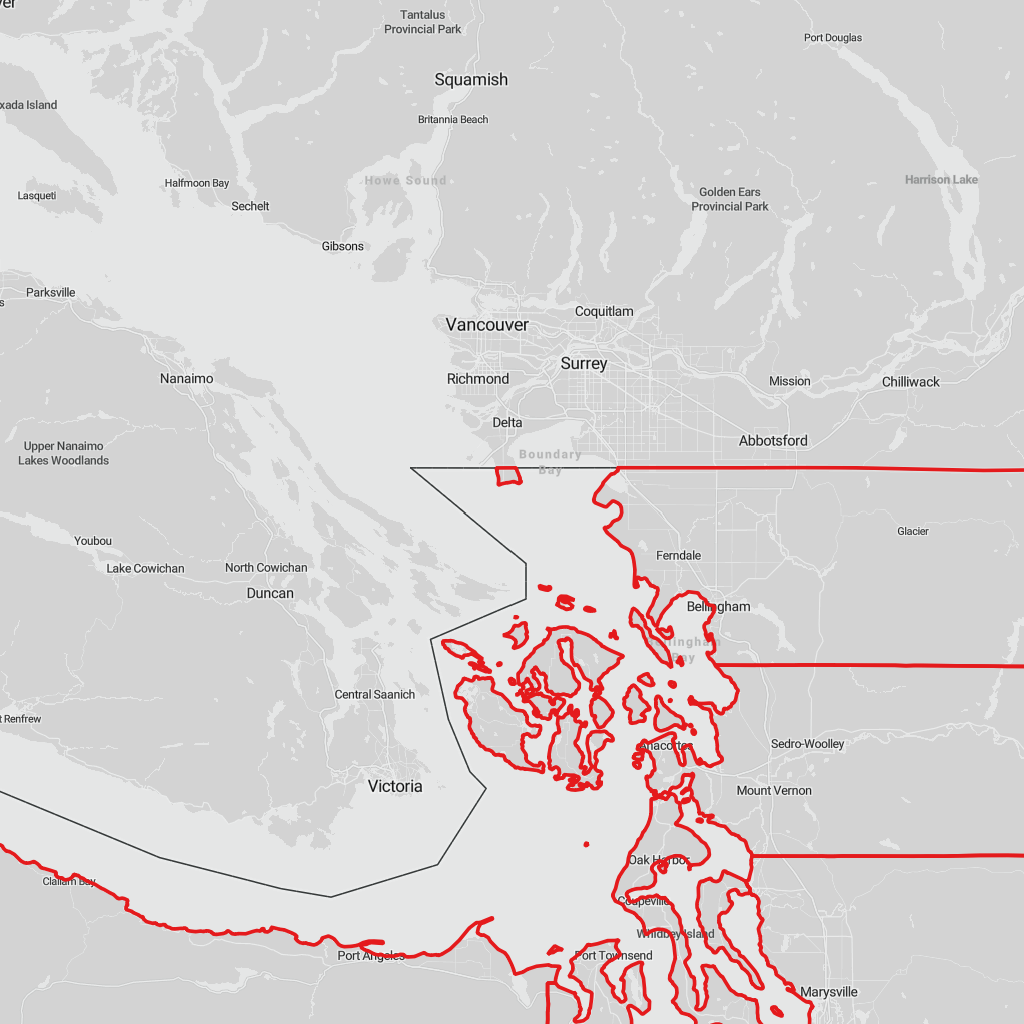 ver
Tantalus
Provincial Park
Port Douglas
Squamish
xada Island
Britannia Beach
Halfmoon Bay
Howe Sound
Harrison Lake
Lasqueti
Golden Ears
Provincial Park
Sechelt
Gibsons
Parksville
s
Coquitlam
Vancouver
Surrey
Nanaimo
Richmond
Mission
Chilliwack
Delta
Abbotsford
Upper Nanaimo
Lakes Woodlands
Boundary
Bay
Glacier
Youbou
Ferndale
Lake Cowichan
North Cowichan
Duncan
Bellingham
Bellingham
Bay
Central Saanich
t Renfrew
Anacortes
Sedro-Woolley
Victoria
Mount Vernon
Oak Harbor
Clallam Bay
Coupeville
Whidbey Island
Port Angeles
Port Townsend
Marysville